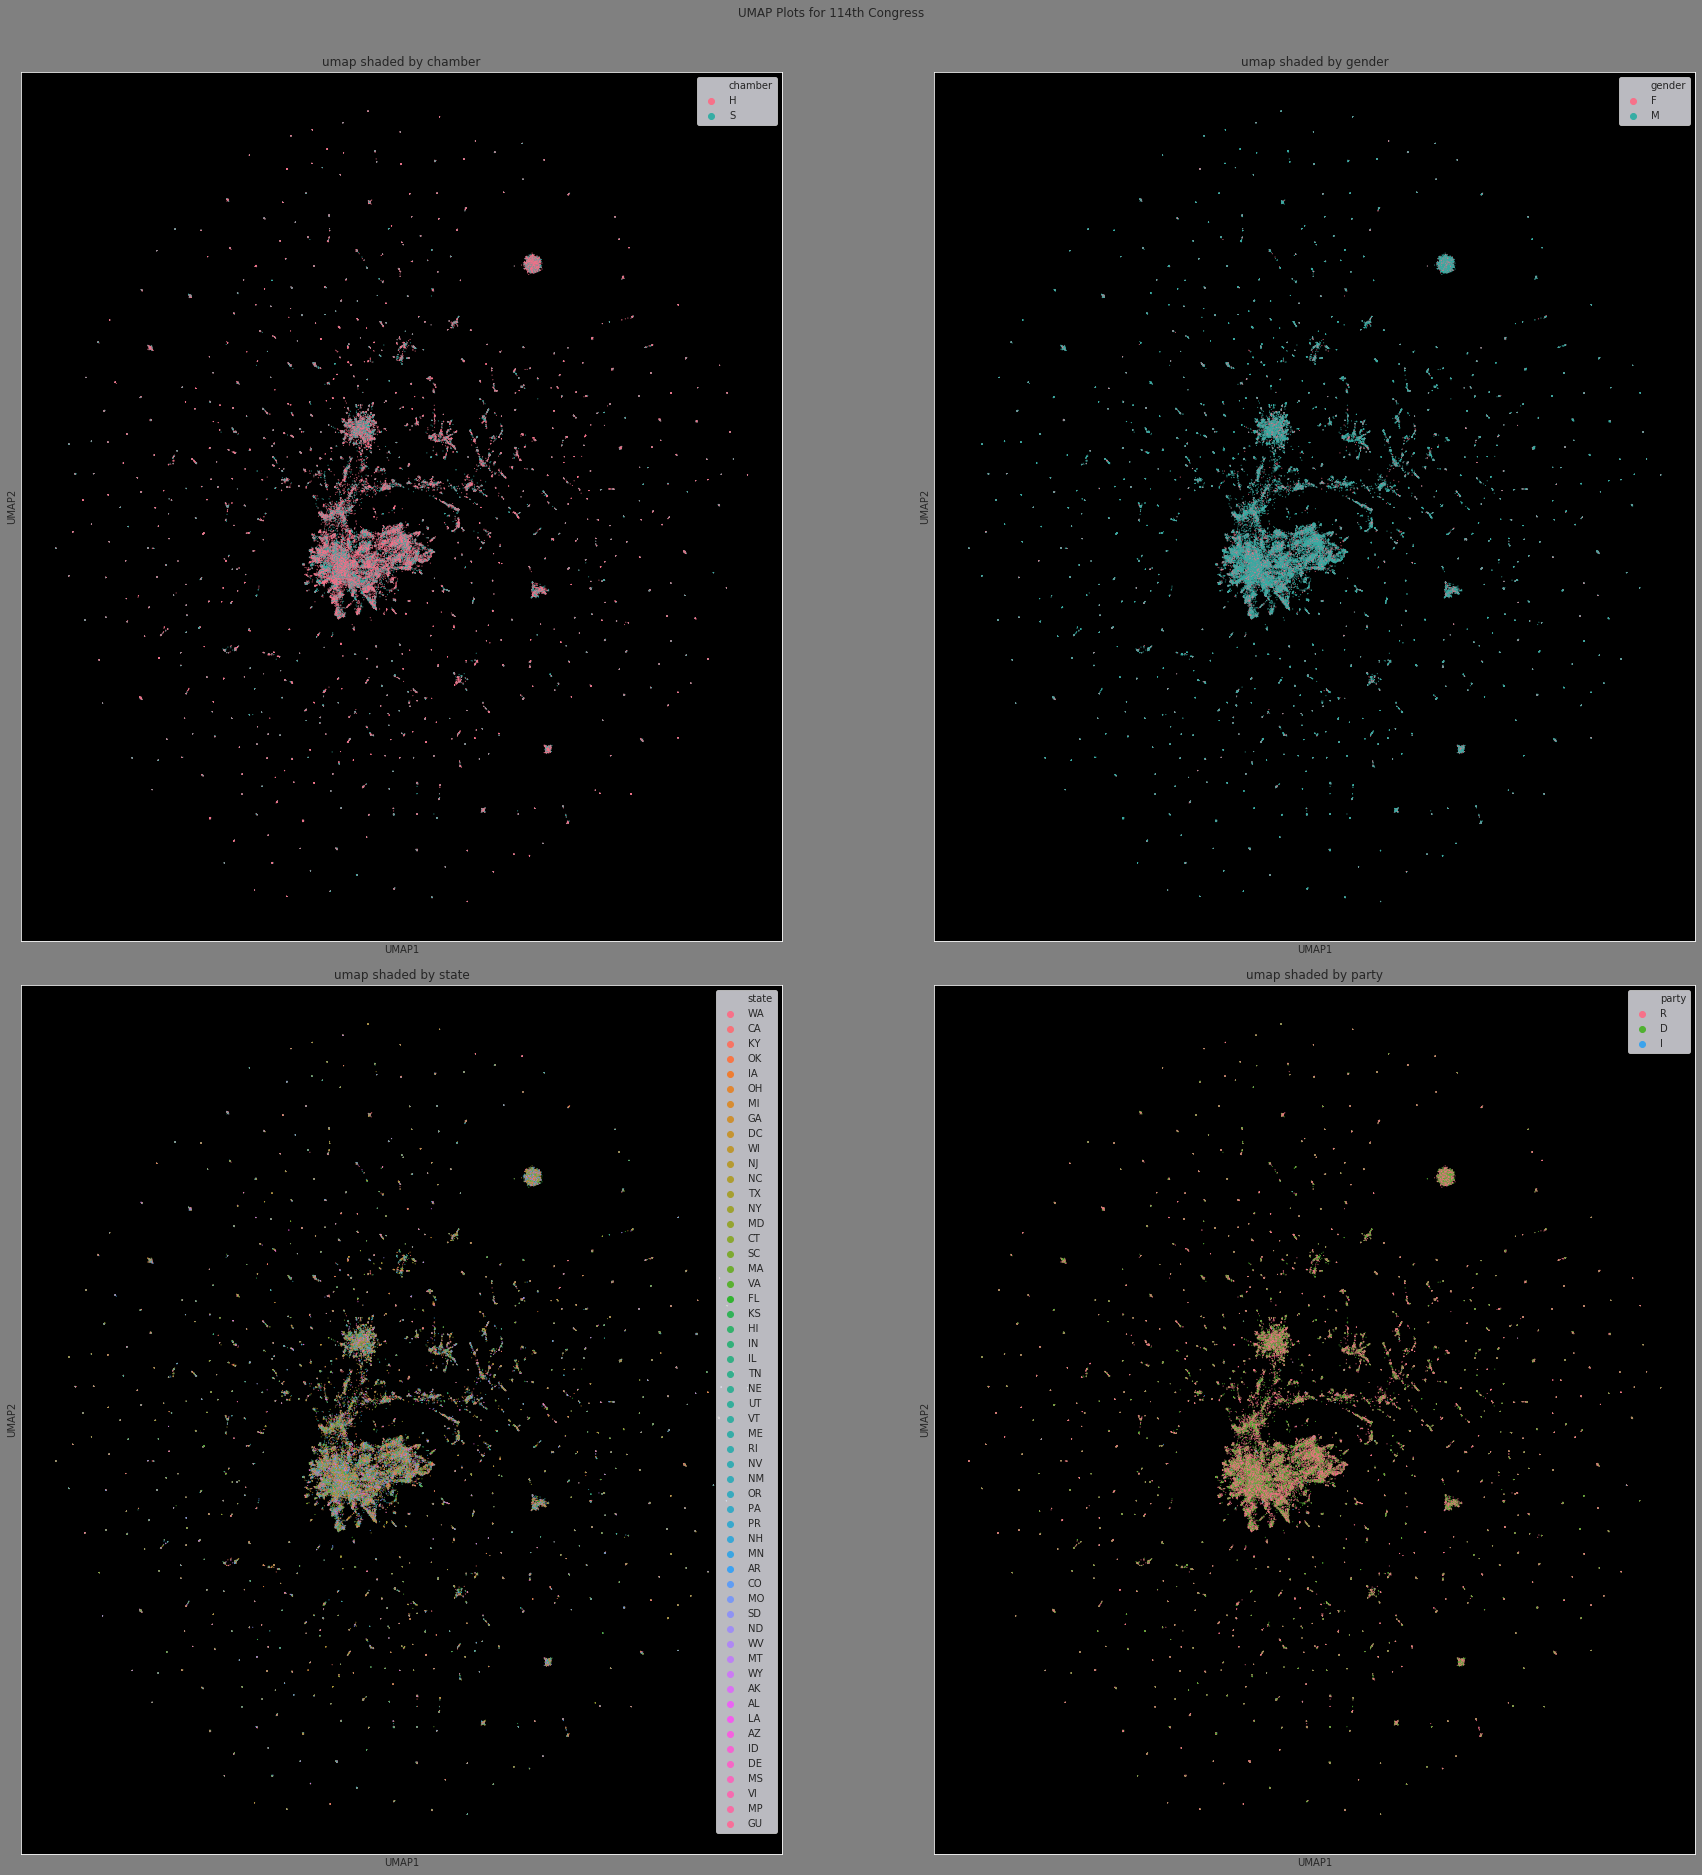 UMAP Plots for 114th Congress
umap shaded by chamber
chamber
H
S
UMAP2
UMAP1
umap shaded by gender
gender
F
M
UMAP2
UMAP1
umap shaded by state
state
WA
CA
KY
OK
IA
OH
MI
GA
DC
WI
NJ
NC
TX
NY
MD
CT
SC
MA
VA
FL
KS
HI
IN
IL
TN
NE
UT
VT
ME
RI
NV
NM
OR
PA
PR
NH
MN
AR
CO
MO
SD
ND
WV
MT
WY
AK
AL
LA
AZ
ID
DE
MS
VI
MP
GU
UMAP2
UMAP1
umap shaded by party
party
R
D
I
UMAP2
UMAP1